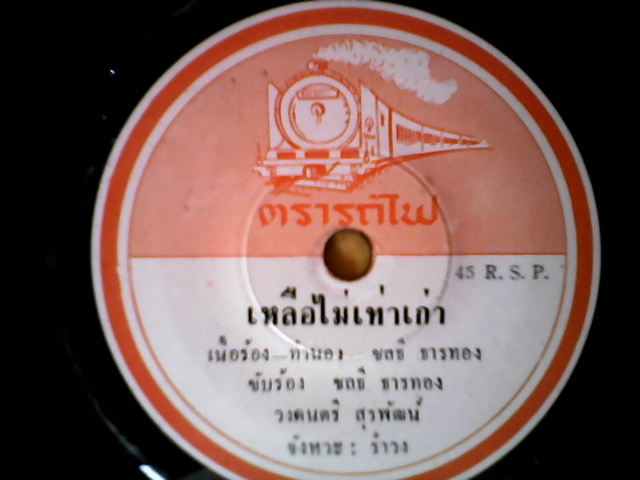 ตรารถไฟ
45 R. S. P.
เหลือไม่เท่าเก่า
เนื้อร้อง - ทำนอง ชลธี ธารทอง
ขับร้อง ชลธี ธารทอง
วงดนตรี สุรพัฒน์
จังหวะ : รำวง